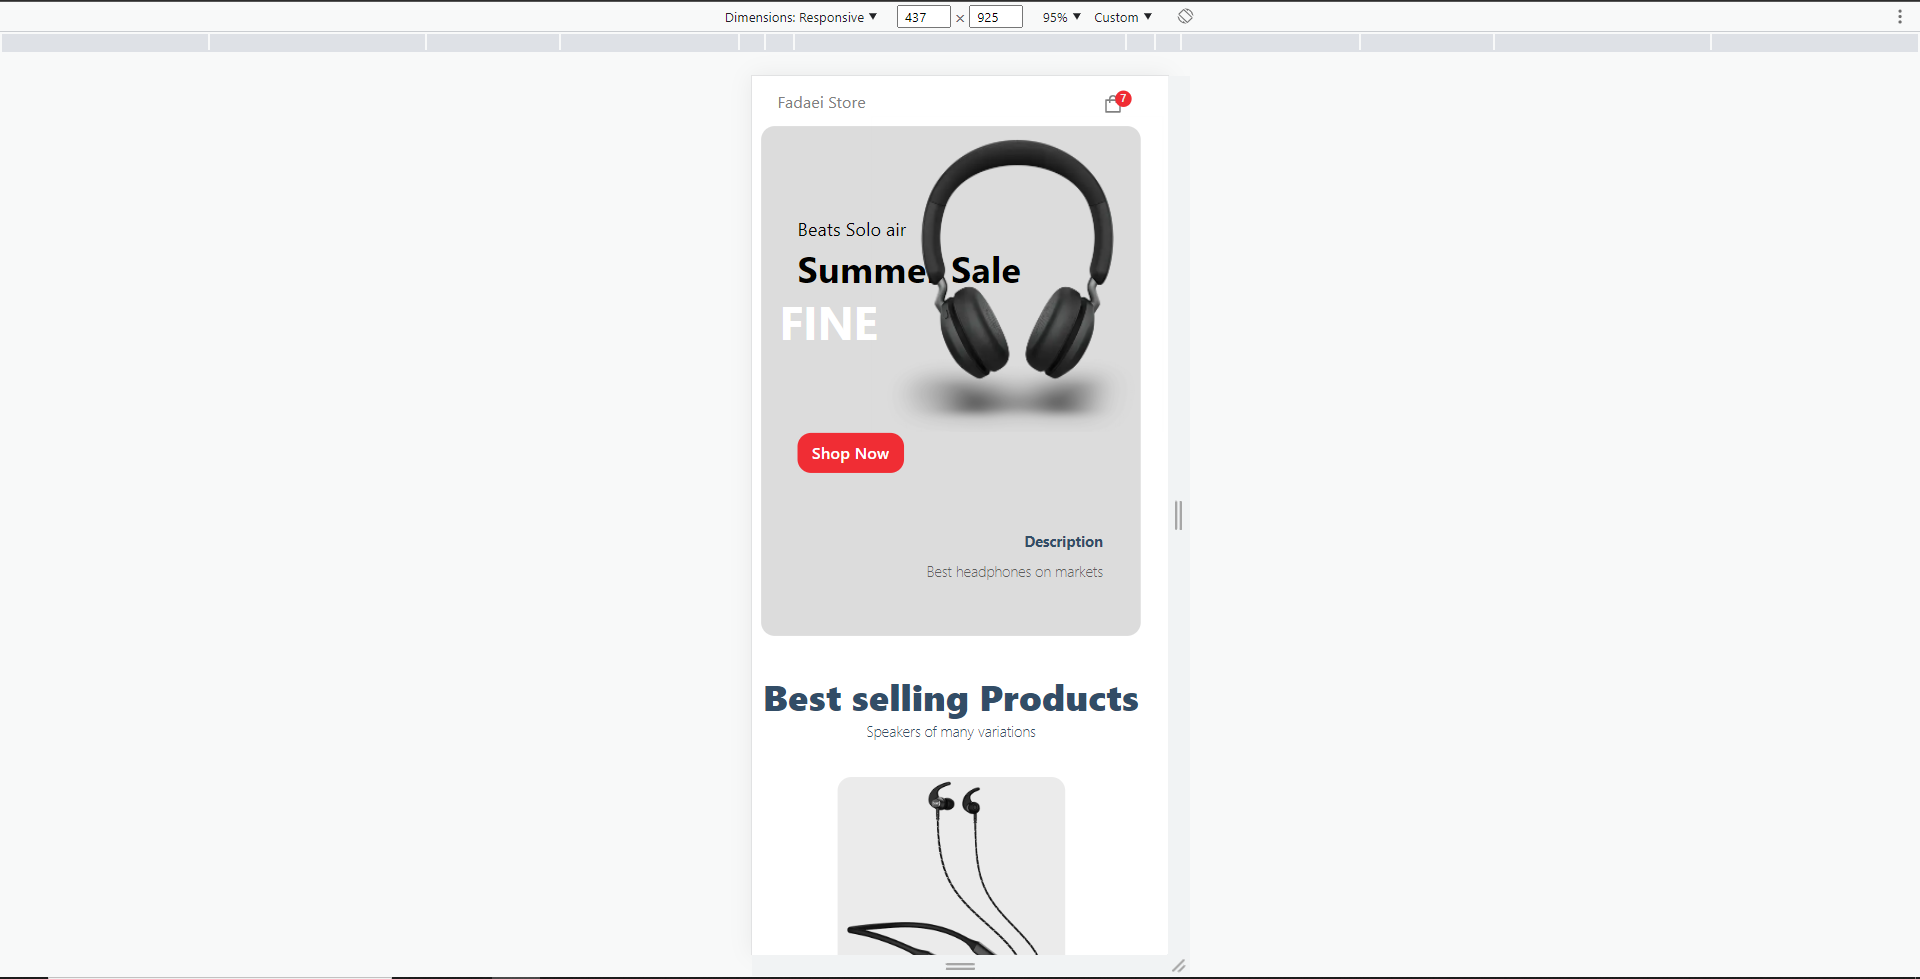 Dimensions: Responsive ▼ 437 × 925 95% ▼ Custom ▼
Fadaei Store 7
Beats Solo air
Summer Sale
FINE
Shop Now
Description
Best headphones on markets
Best selling Products
Speakers of many variations